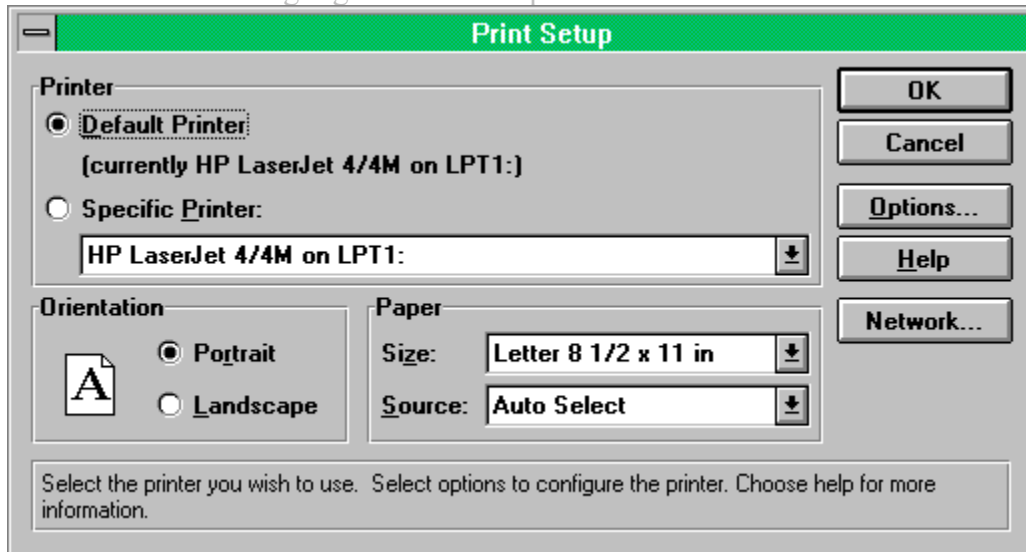 Print Setup
Printer
OK
Default Printer
Cancel
(currently HP LaserJet 4/4M on LPT1:)
Specific Printer:
Options...
HP LaserJet 4/4M on LPT1:
Help
Orientation
Paper
Network...
Portrait
Size: Letter 8 1/2 x 11 in
A
Landscape
Source: Auto Select
Select the printer you wish to use.  Select options to configure the printer. Choose help for more
information.